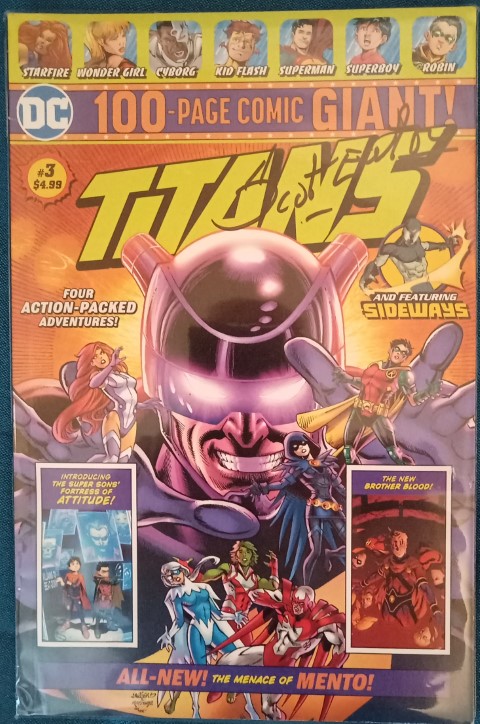 STARFIRE WONDER GIRL CYBORG KID FLASH SUPERMAN SUPERBOY ROBIN
DC 100-PAGE COMIC GIANT!
#3
$4.99
TITANS
FOUR
ACTION-PACKED
ADVENTURES!
AND FEATURING
SIDEWAYS
INTRODUCING
THE SUPER SONS'
FORTRESS OF
ATTITUDE!
THE NEW
BROTHER BLOOD!
ALL-NEW! THE MENACE OF MENTO!